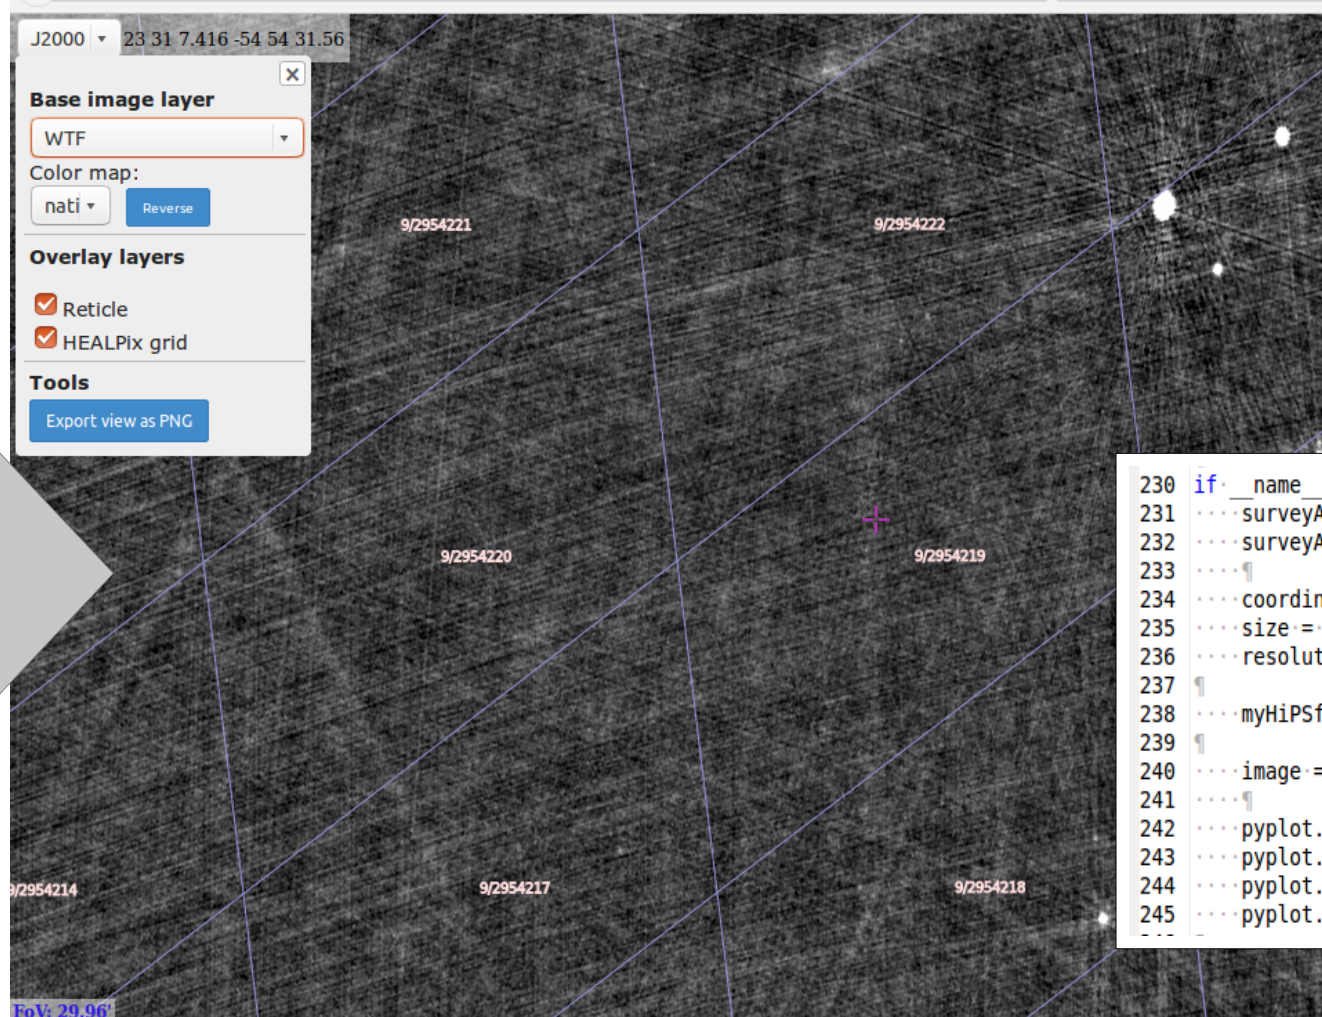 J2000 23 31 7.416 -54 54 31.56
Base image layer
WTF
Color map:
nati
Reverse
Overlay layers
Reticle
HEALPix grid
Tools
Export view as PNG
9/2954221
9/2954222
9/2954220
9/2954219
9/2954214
9/2954217
9/2954218
FoV: 29.96'
230 if __name__
231 surveyA
232 surveyA
233 ¶
234 coordin
235 size =
236 resolut
237 ¶
238 myHiPSf
239 ¶
240 image =
241 ¶
242 pyplot.
243 pyplot.
244 pyplot.
245 pyplot.